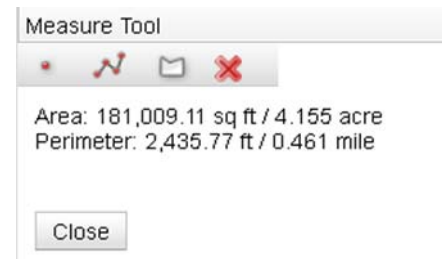 Measure Tool
Area: 181,009.11 sq ft / 4.155 acre
Perimeter: 2,435.77 ft / 0.461 mile
Close